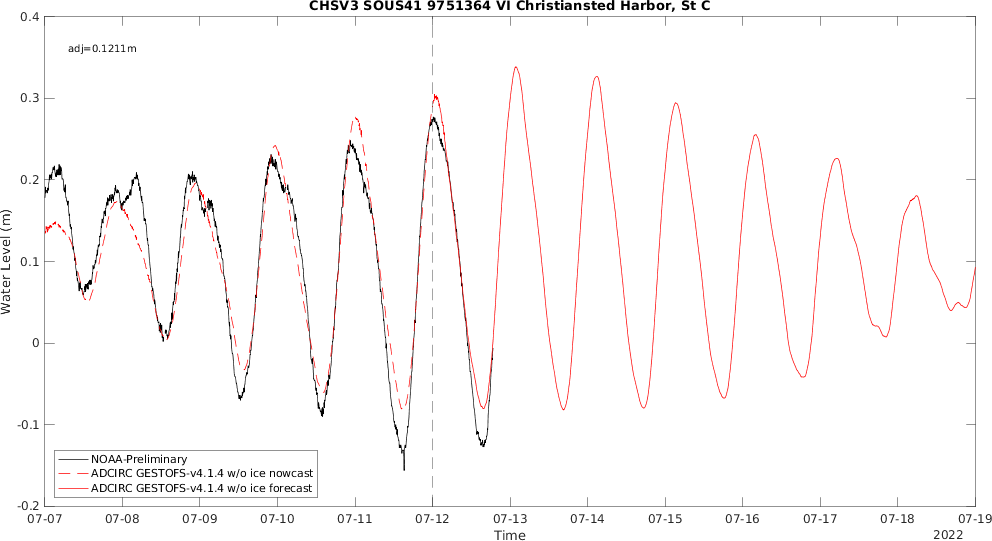 CHSV3 SOUS41 9751364 VI Christiansted Harbor, St C
0.4
adj=0.1211m
0.3
0.2
0.1
0
-0.1
-0.2
Water Level (m)
NOAA-Preliminary
ADCIRC GESTOFS-v4.1.4 w/o ice nowcast
ADCIRC GESTOFS-v4.1.4 w/o ice forecast
07-07 07-08 07-09 07-10 07-11 07-12 07-13 07-14 07-15 07-16 07-17 07-18 07-19
Time
2022